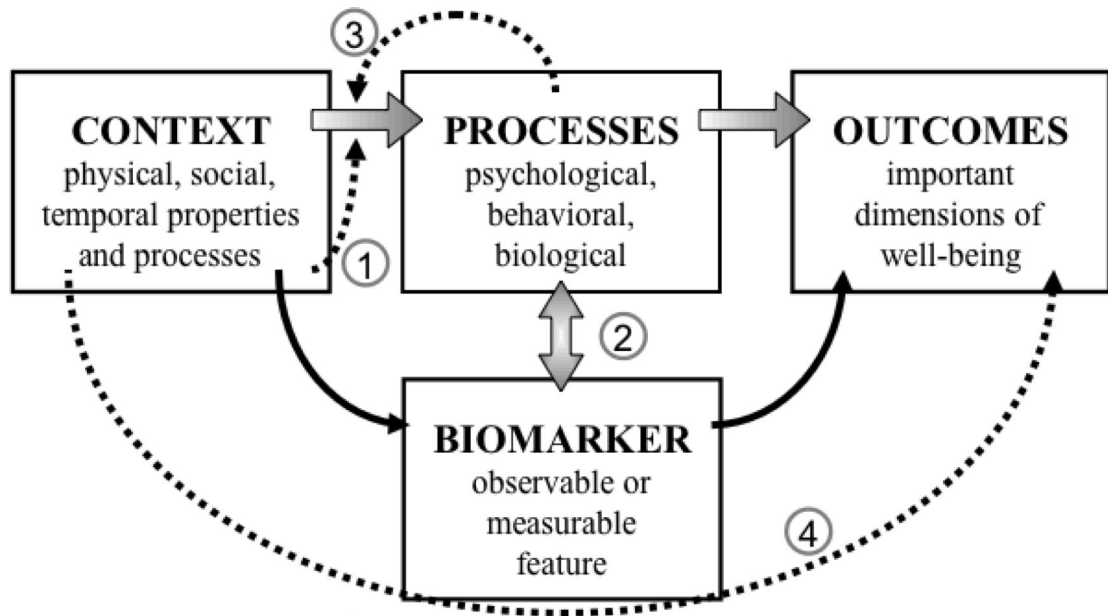 3
CONTEXT
physical, social,
temporal properties
and processes
1
PROCESSES
psychological,
behavioral,
biological
OUTCOMES
important
dimensions of
well-being
2
BIOMARKER
observable or
measurable
feature
4